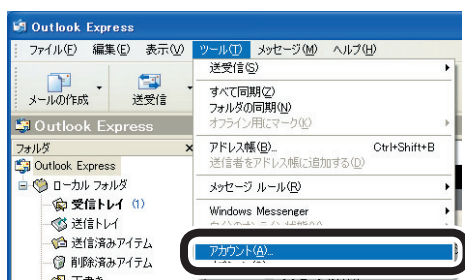 Outlook Express
ファイル(F) 編集(E) 表示(V) ツール(T) メッセージ(M) ヘルプ(H)
メールの作成 送受信
Outlook Express
フォルダ ×
Outlook Express
ローカル フォルダ
受信トレイ (1)
送信トレイ
送信済みアイテム
削除済みアイテム
下書き
送受信(S)
すべて同期(Z)
フォルダの同期(N)
オフライン用にマーク(K)
アドレス帳(B)... Ctrl+Shift+B
送信者をアドレス帳に追加する(D)
メッセージ ルール(R)
Windows Messenger
アカウント(A)...